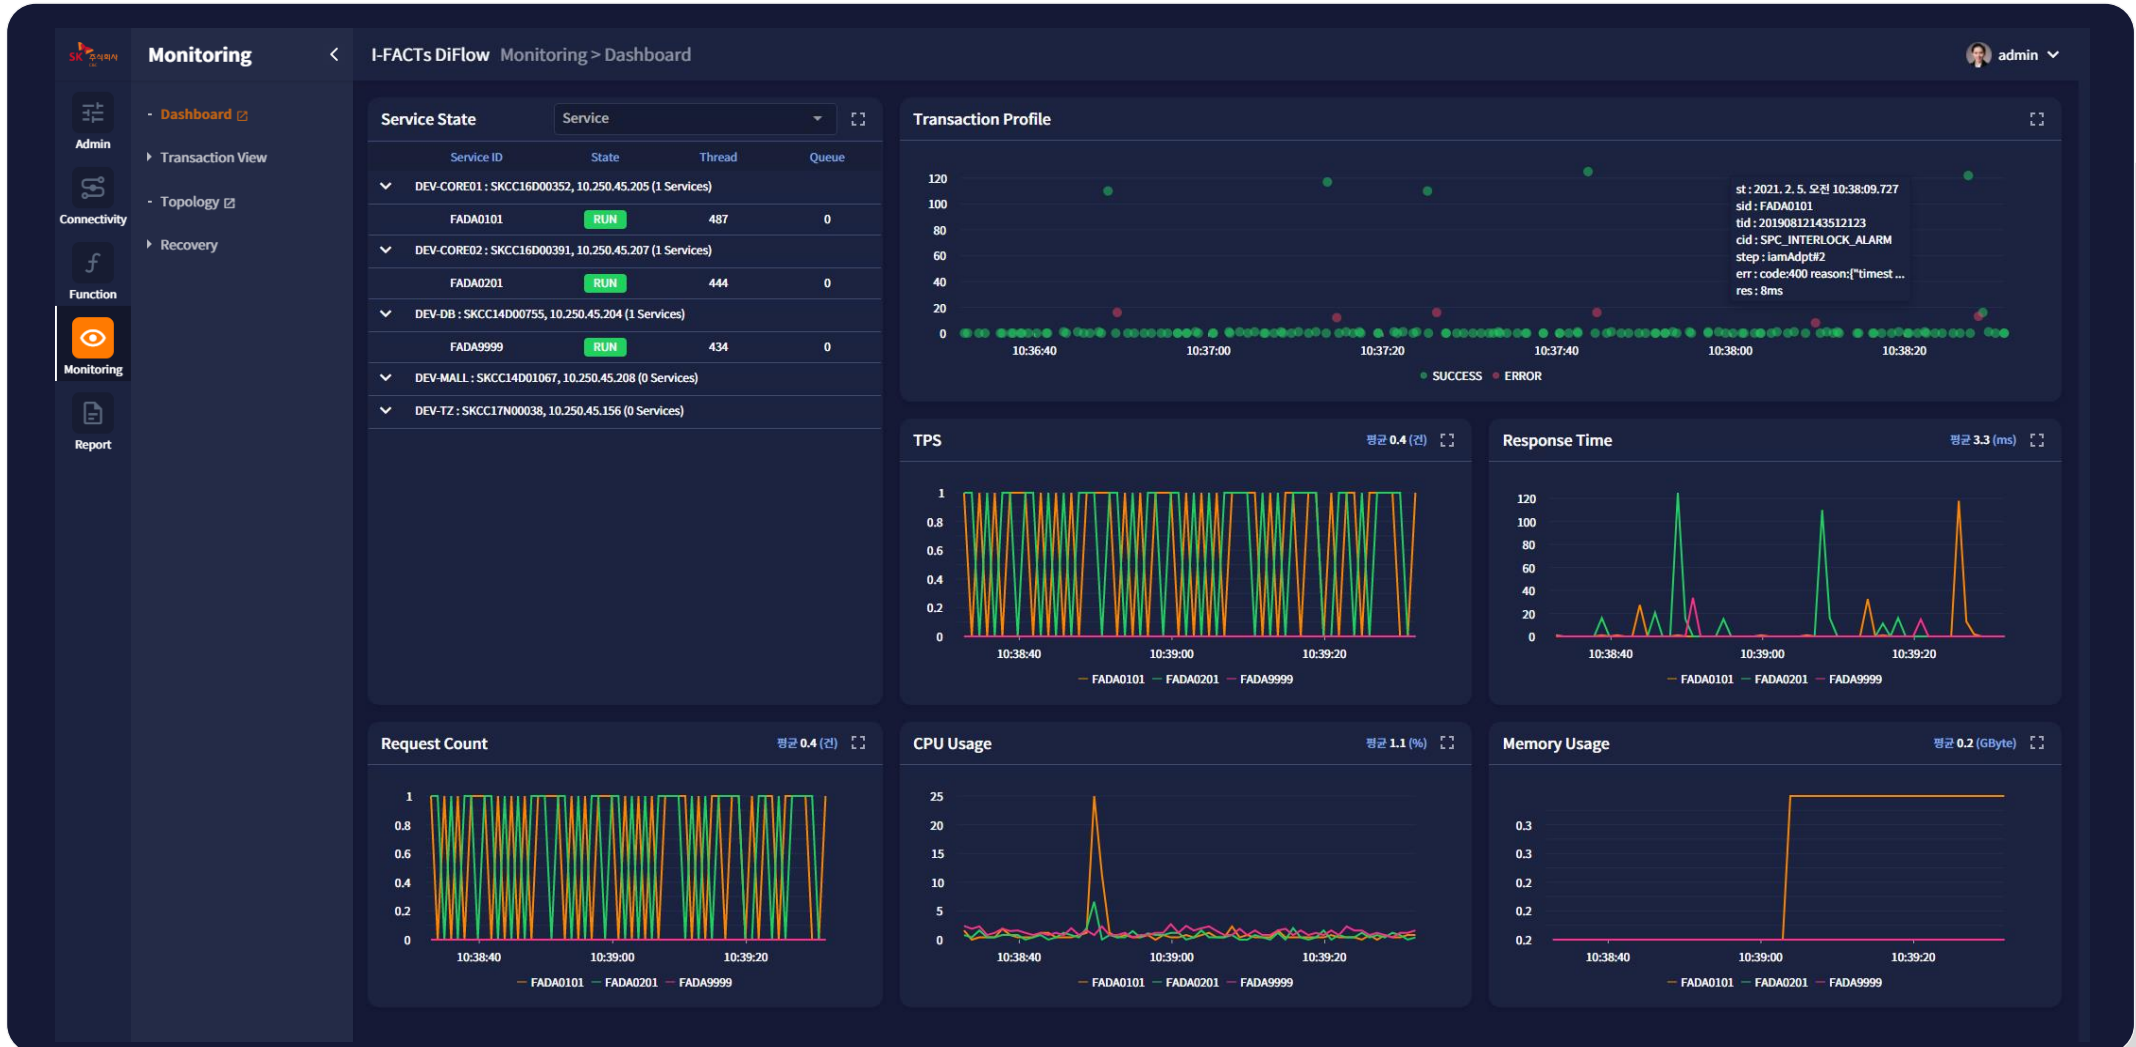 SK 주식회사
C&C
Monitoring
I-FACTs DiFlow Monitoring > Dashboard
admin
Admin
Connectivity
Function
Monitoring
Report
- Dashboard
Transaction View
- Topology
Recovery
Service State
Service
Service ID State Thread Queue
DEV-CORE01 : SKCC16D00352, 10.250.45.205 (1 Services)
FADA0101 RUN 487 0
DEV-CORE02 : SKCC16D00391, 10.250.45.207 (1 Services)
FADA0201 RUN 444 0
DEV-DB : SKCC14D00755, 10.250.45.204 (1 Services)
FADA9999 RUN 434 0
DEV-MALL : SKCC14D01067, 10.250.45.208 (0 Services)
DEV-TZ : SKCC17N00038, 10.250.45.156 (0 Services)
Transaction Profile
120
100
80
60
40
20
0
10:36:40 10:37:00 10:37:20 10:37:40 10:38:00 10:38:20
SUCCESS ERROR
st : 2021. 2. 5. 오전 10:38:09.727
sid : FADA0101
tid : 20190812143512123
cid : SPC_INTERLOCK_ALARM
step : iamAdpt#2
err : code:400 reason:{"timest ...
res : 8ms
TPS
평균 0.4 (건)
1
0.8
0.6
0.4
0.2
0
10:38:40 10:39:00 10:39:20
FADA0101 FADA0201 FADA9999
Response Time
평균 3.3 (ms)
120
100
80
60
40
20
0
10:38:40 10:39:00 10:39:20
FADA0101 FADA0201 FADA9999
Request Count
평균 0.4 (건)
1
0.8
0.6
0.4
0.2
0
10:38:40 10:39:00 10:39:20
FADA0101 FADA0201 FADA9999
CPU Usage
평균 1.1 (%)
25
20
15
10
5
0
10:38:40 10:39:00 10:39:20
FADA0101 FADA0201 FADA9999
Memory Usage
평균 0.2 (GByte)
0.3
0.3
0.2
0.2
0.2
10:38:40 10:39:00 10:39:20
FADA0101 FADA0201 FADA9999